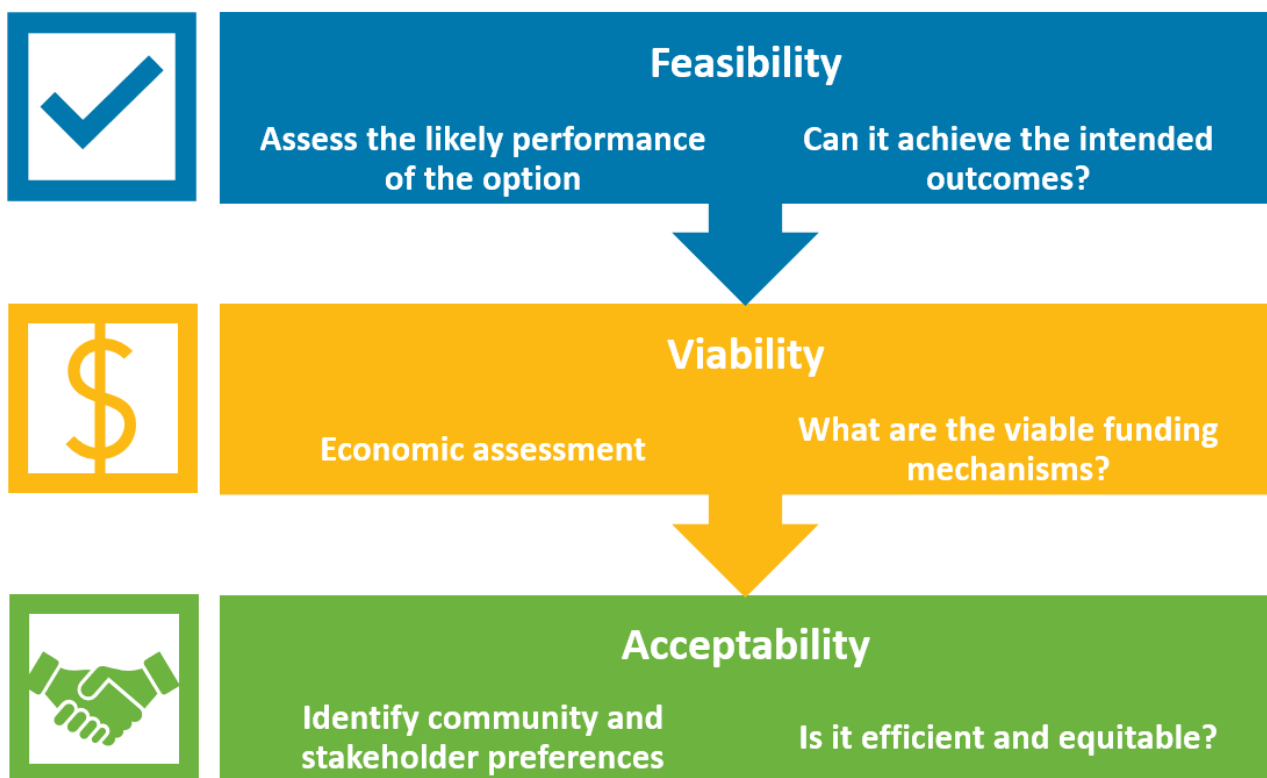 Feasibility
Assess the likely performance
of the option
Can it achieve the intended
outcomes?
Viability
Economic assessment
What are the viable funding
mechanisms?
Acceptability
Identify community and
stakeholder preferences
Is it efficient and equitable?